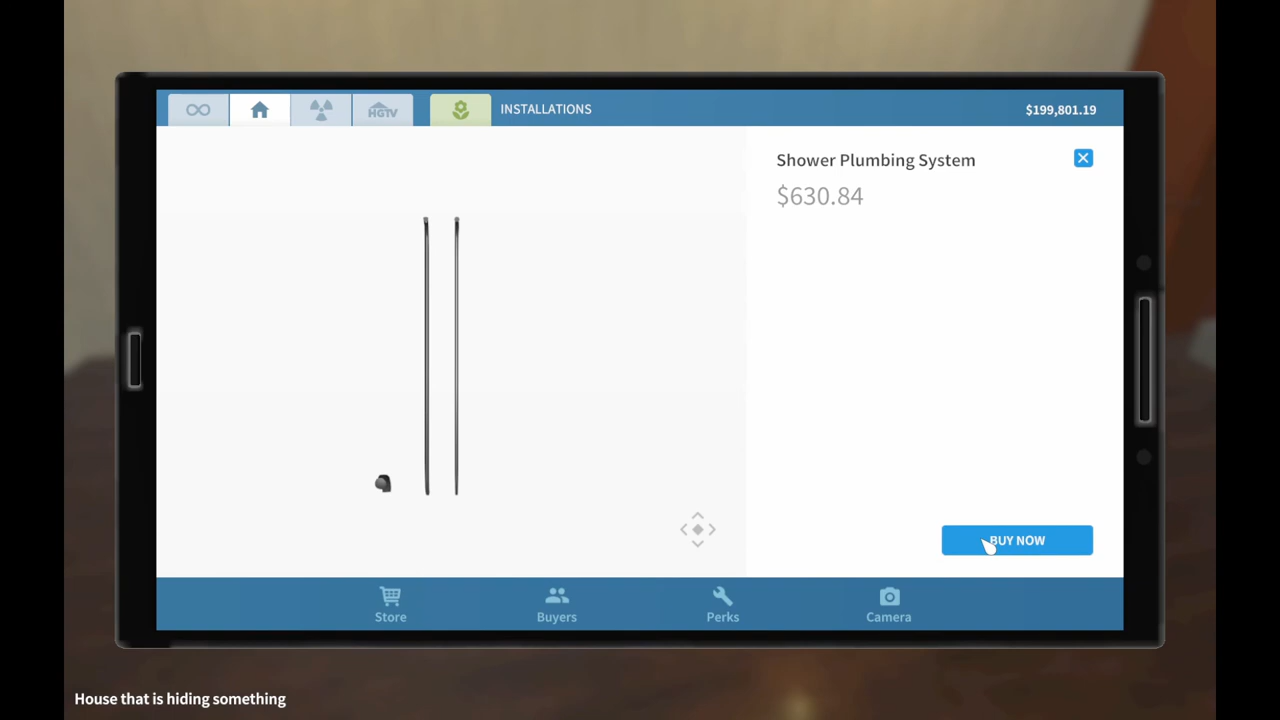 HGTV
INSTALLATIONS
$199,801.19
Shower Plumbing System
$630.84
BUY NOW
Store
Buyers
Perks
Camera
House that is hiding something